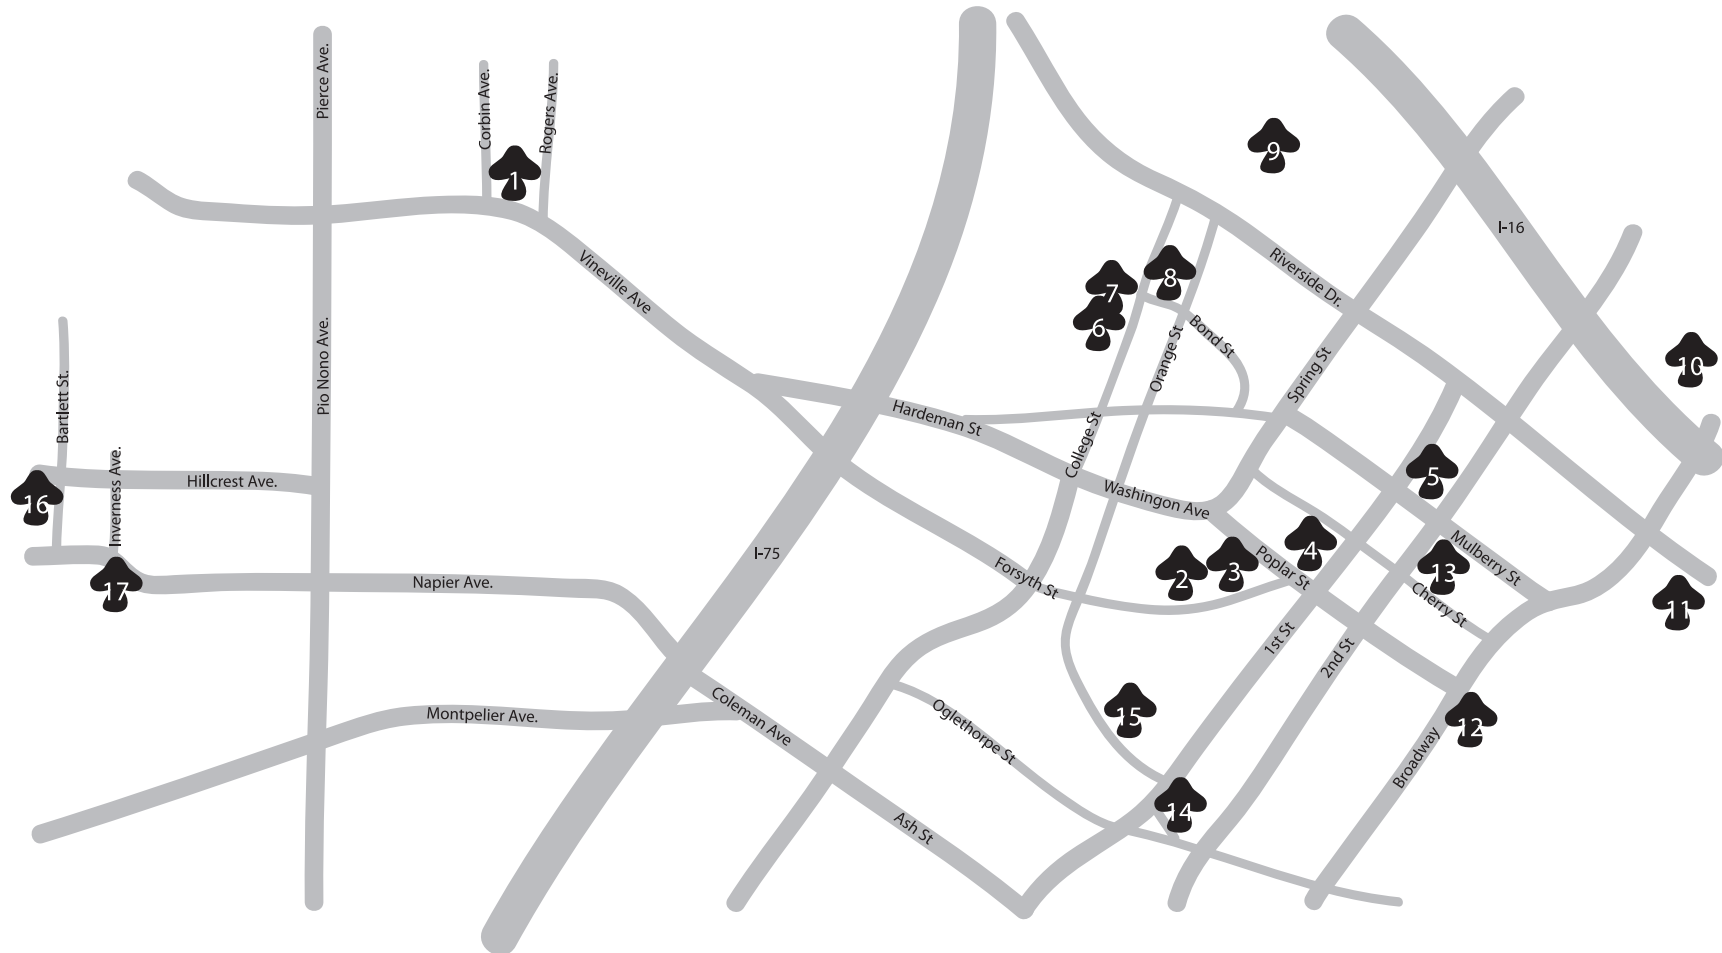 Pierce Ave.
Corbin Ave.
Rogers Ave.
1
9
I-16
Vineville Ave
Riverside Dr.
7
8
6
Bond St
Orange St
Spring St
10
Pio Nono Ave.
Bartlett St.
Hardeman St
College St
Inverness Ave.
Hillcrest Ave.
16
Washingon Ave
5
I-75
Forsyth St
2
3
Poplar St
4
Mulberry St
13
Cherry St
11
17
Napier Ave.
1st St
2nd St
Montpelier Ave.
Coleman Ave
Oglethorpe St
15
12
Broadway
Ash St
14